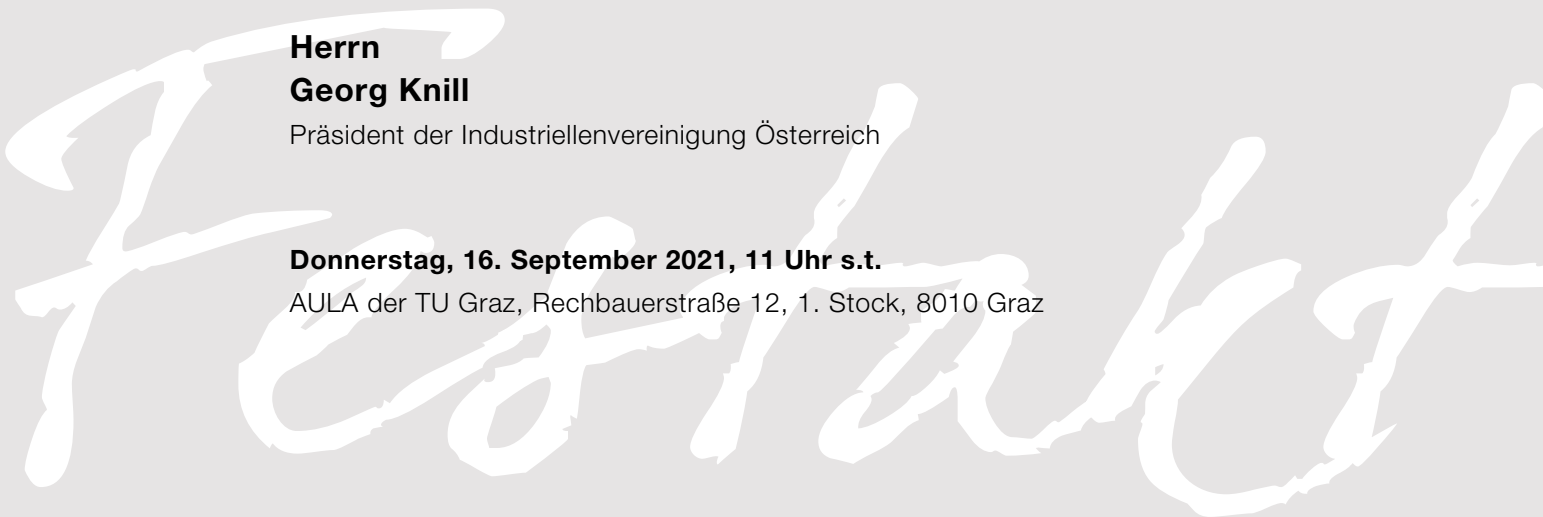 Festakt
Herrn
Georg Knill
Präsident der Industriellenvereinigung Österreich
Donnerstag, 16. September 2021, 11 Uhr s.t.
AULA der TU Graz, Rechbauerstraße 12, 1. Stock, 8010 Graz